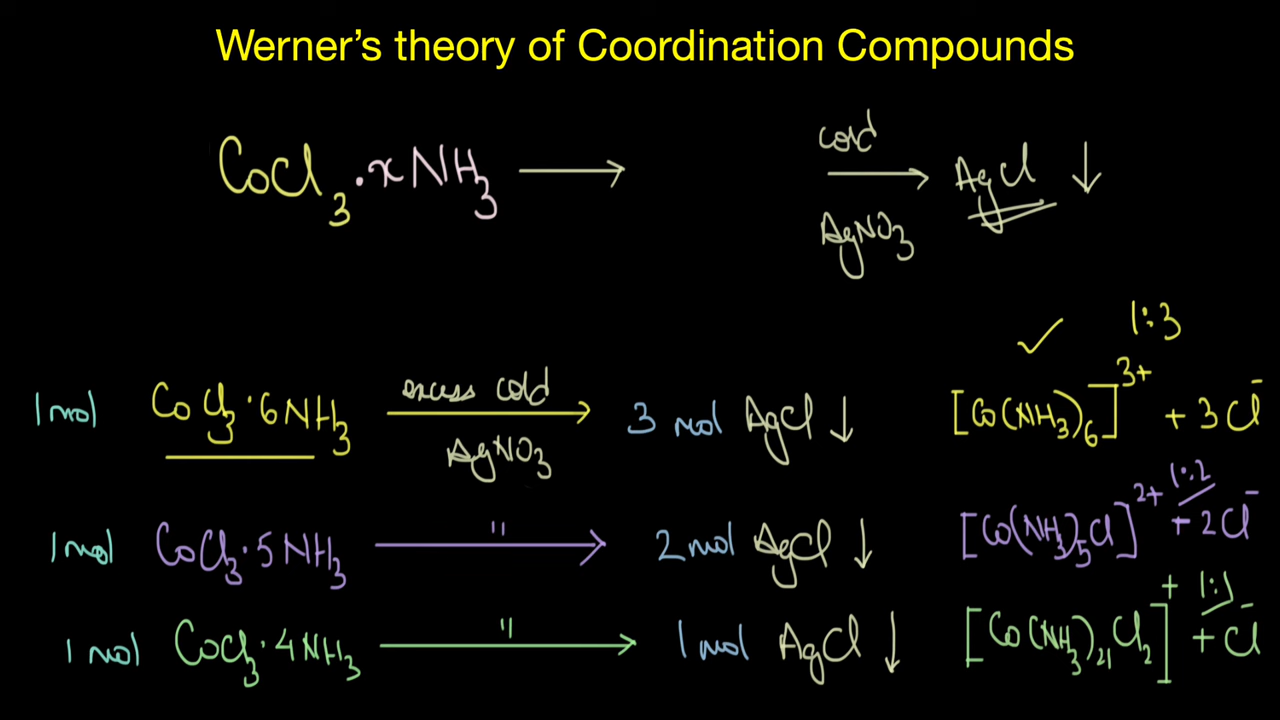 Werner's theory of Coordination Compounds
CoCl₃·xNH₃ ⟶ cold ⟶ AgNO₃ AgCl ↓
1:3
1 mol CoCl₃·6NH₃ excess cold ⟶ AgNO₃ 3 mol AgCl ↓ ✓ [Co(NH₃)₆]³⁺ + 3Cl⁻
1:2
1 mol CoCl₃·5NH₃ '' ⟶ 2 mol AgCl ↓ [Co(NH₃)₅Cl]²⁺ + 2Cl⁻
1:1
1 mol CoCl₃·4NH₃ '' ⟶ 1 mol AgCl ↓ [Co(NH₃)₄Cl₂]⁺ + Cl⁻